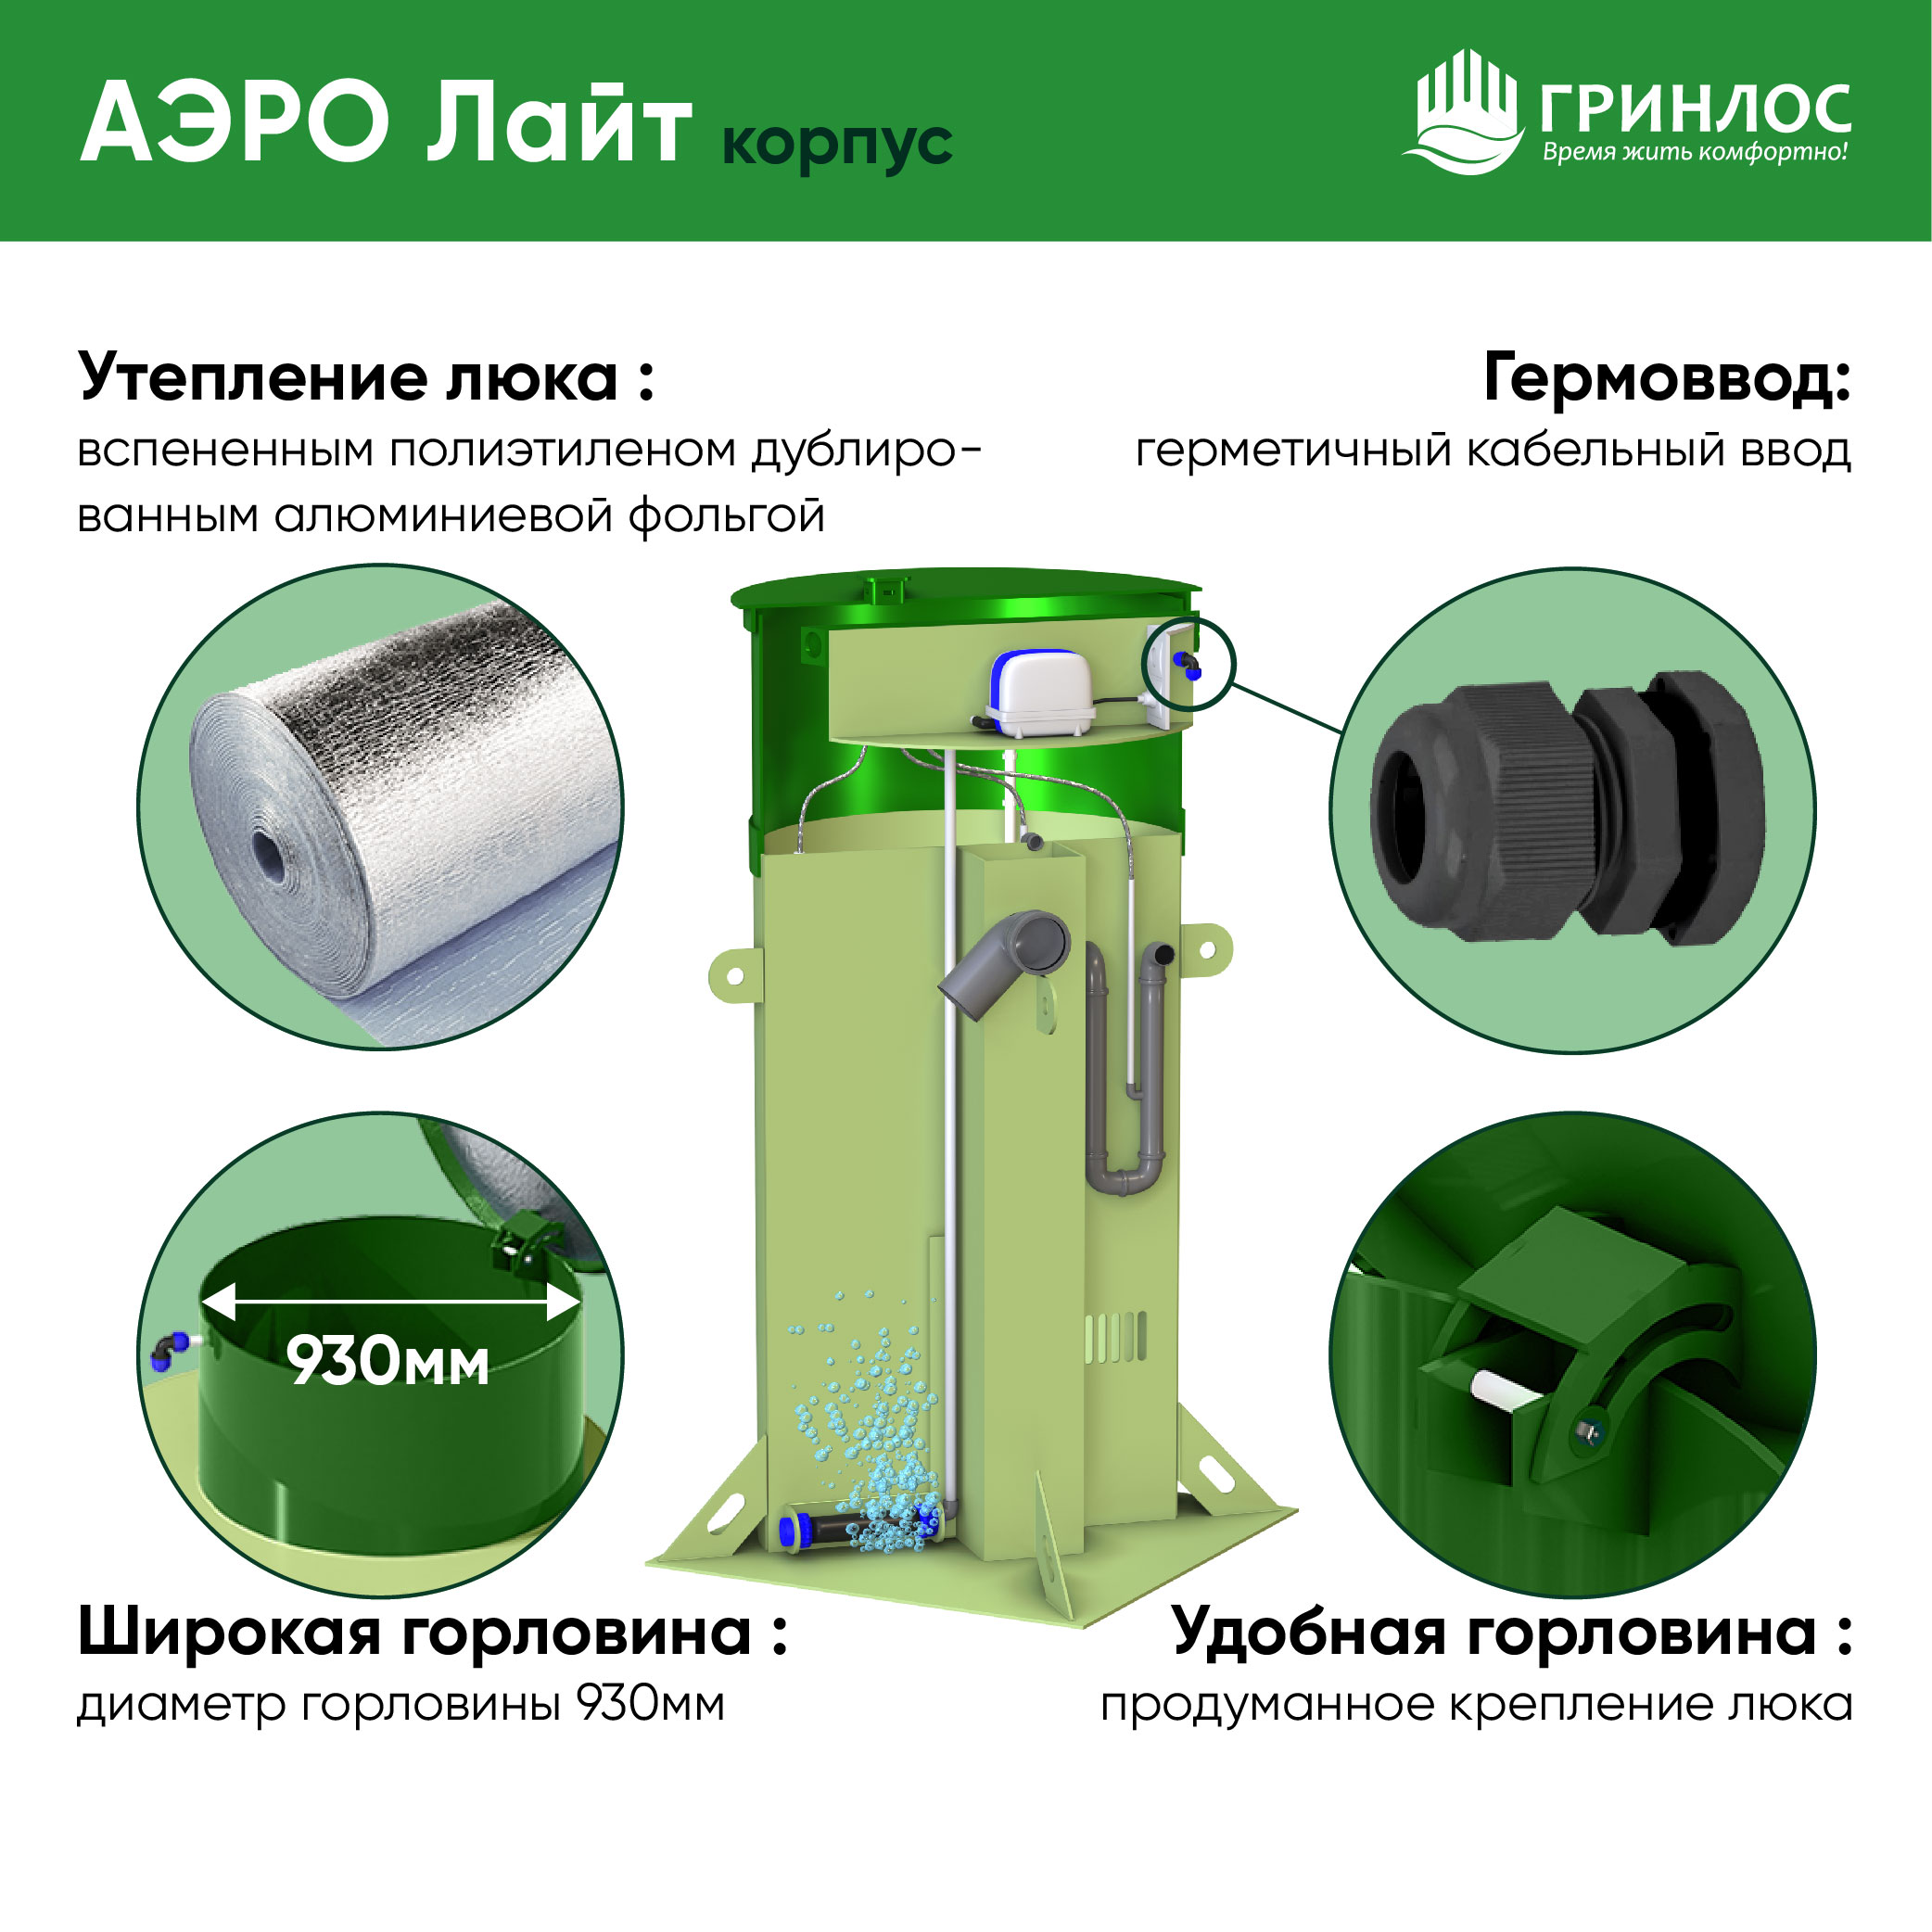 АЭРО Лайт корпус
ГРИНЛОС
Время жить комфортно!
Утепление люка :
вспененным полиэтиленом дублиро-
ванным алюминиевой фольгой
Гермоввод:
герметичный кабельный ввод
930мм
Широкая горловина :
диаметр горловины 930мм
Удобная горловина :
продуманное крепление люка